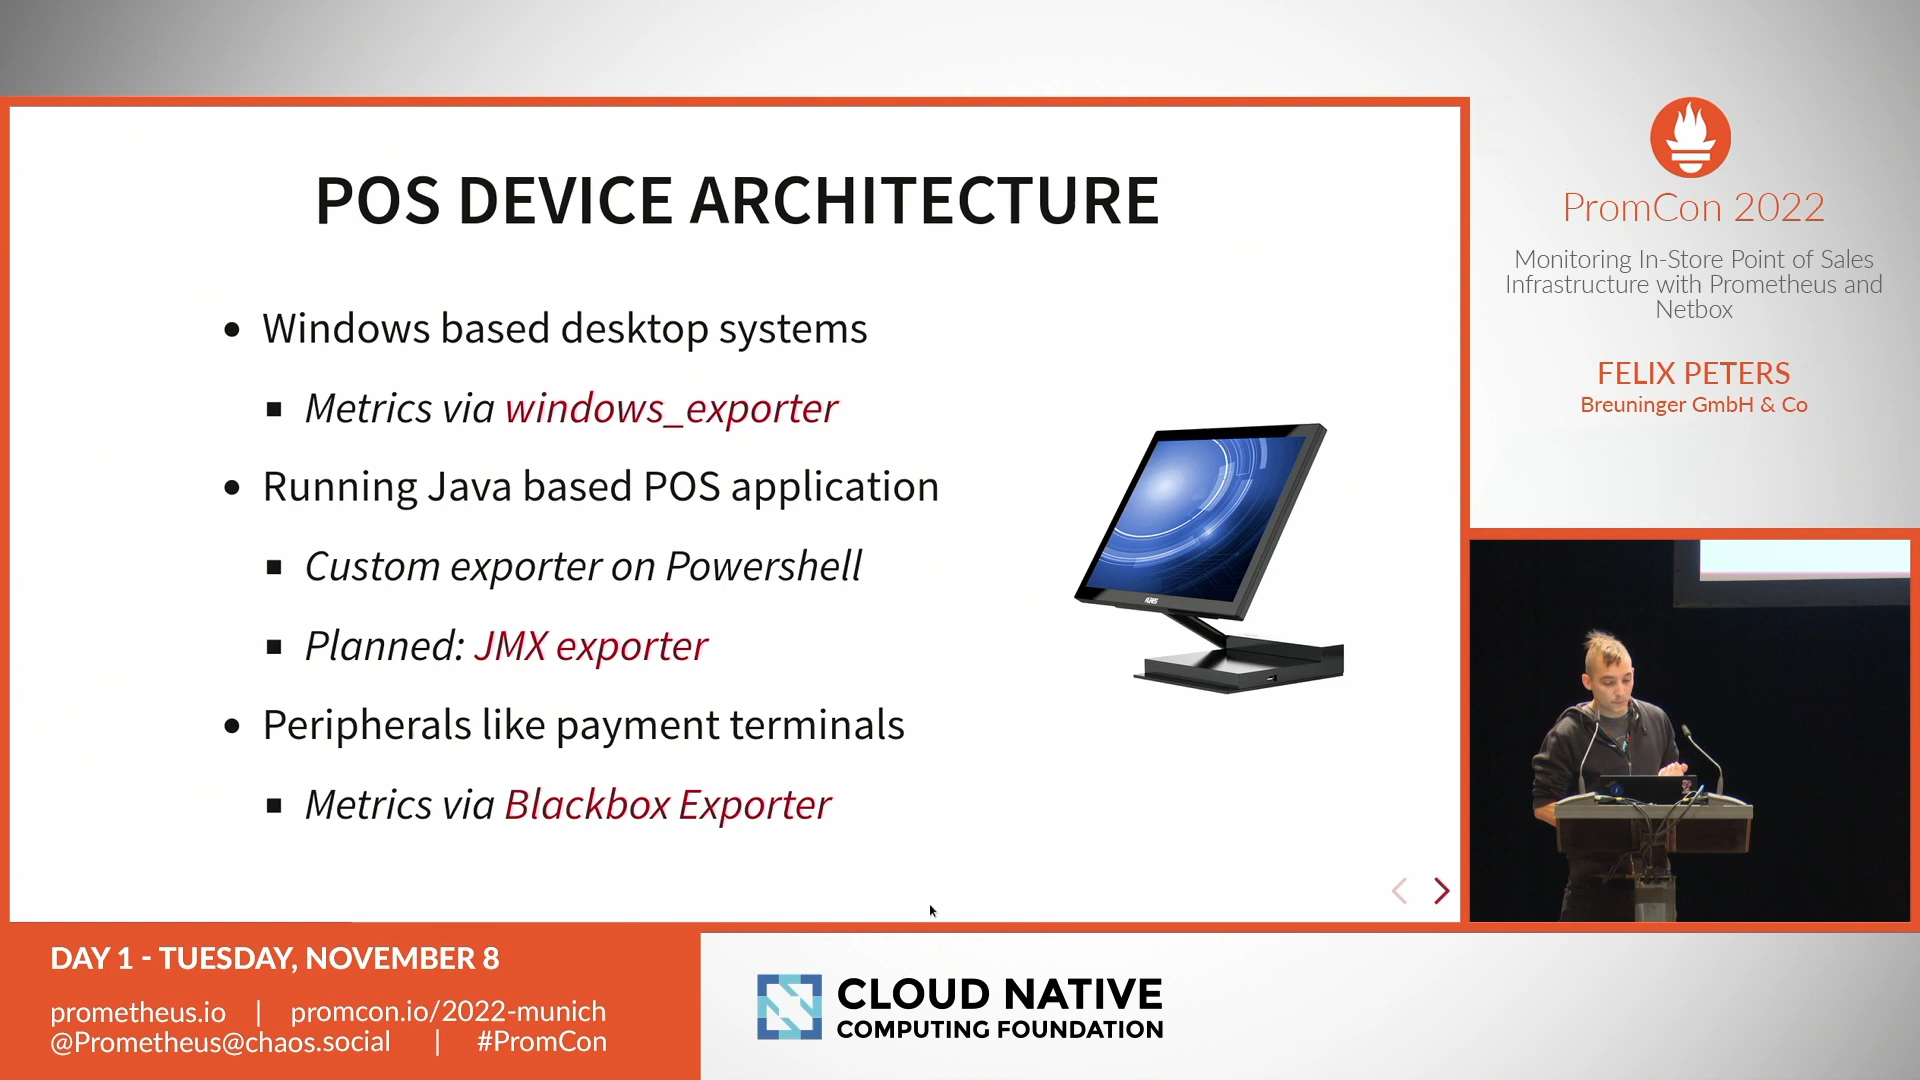 POS DEVICE ARCHITECTURE
• Windows based desktop systems
▪ Metrics via windows_exporter
• Running Java based POS application
▪ Custom exporter on Powershell
▪ Planned: JMX exporter
• Peripherals like payment terminals
▪ Metrics via Blackbox Exporter
AURES
PromCon 2022
Monitoring In-Store Point of Sales
Infrastructure with Prometheus and
Netbox
FELIX PETERS
Breuninger GmbH & Co
DAY 1 - TUESDAY, NOVEMBER 8
prometheus.io | promcon.io/2022-munich
@Prometheus@chaos.social | #PromCon
CLOUD NATIVE
COMPUTING FOUNDATION